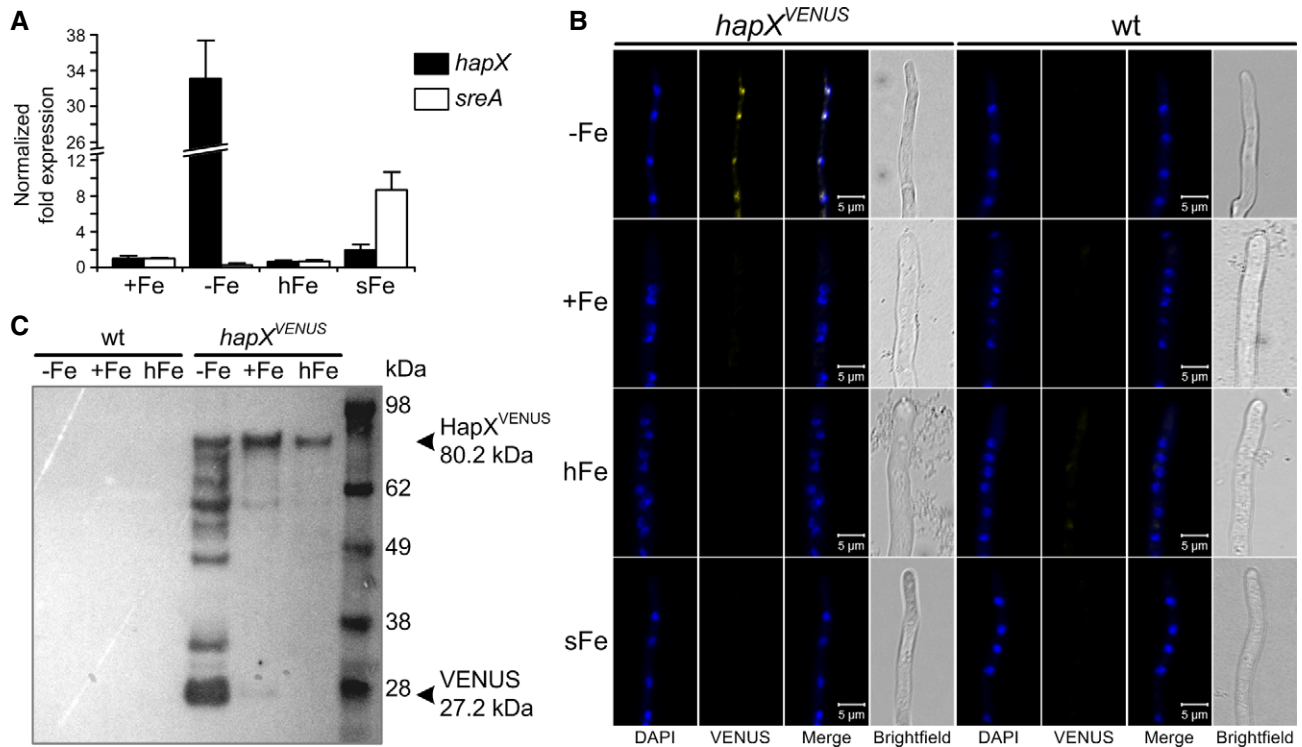 A
38
34
30
26
12
8
4
0
Normalized
fold expression
hapX
sreA
+Fe -Fe hFe sFe
B
hapX^VENUS wt
-Fe
5 µm 5 µm
+Fe
5 µm 5 µm
hFe
5 µm 5 µm
sFe
5 µm 5 µm
DAPI VENUS Merge Brightfield DAPI VENUS Merge Brightfield
C
wt hapX^VENUS
-Fe +Fe hFe -Fe +Fe hFe kDa
98
HapX^VENUS
80.2 kDa
62
49
38
28
VENUS
27.2 kDa